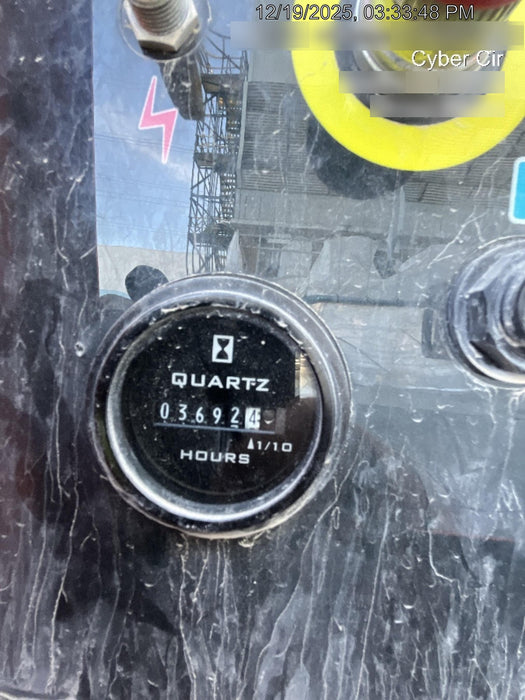 12/19/2025, 03:33:48 PM
Cyber Cir
QUARTZ
036924
1/10
HOURS